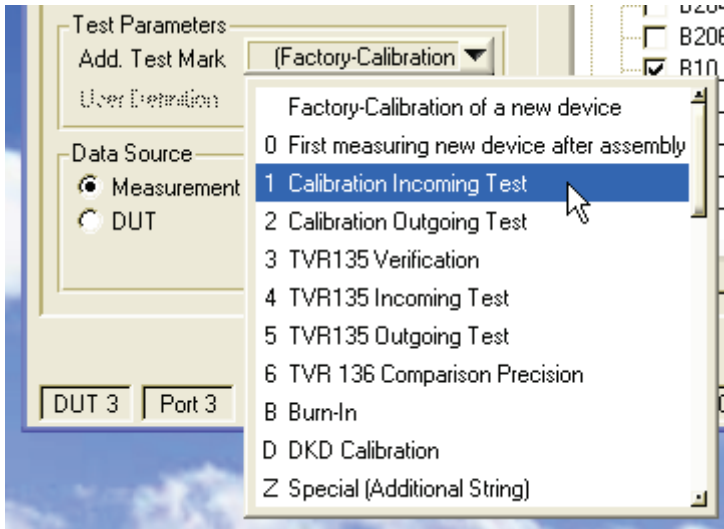 Test Parameters
Add. Test Mark
(Factory-Calibration
User Definition
Data Source
Measurement
DUT
B206
R10
Factory-Calibration of a new device
0 First measuring new device after assembly
1 Calibration Incoming Test
2 Calibration Outgoing Test
3 TVR135 Verification
4 TVR135 Incoming Test
5 TVR135 Outgoing Test
6 TVR 136 Comparison Precision
B Burn-In
D DKD Calibration
Z Special (Additional String)
DUT 3
Port 3